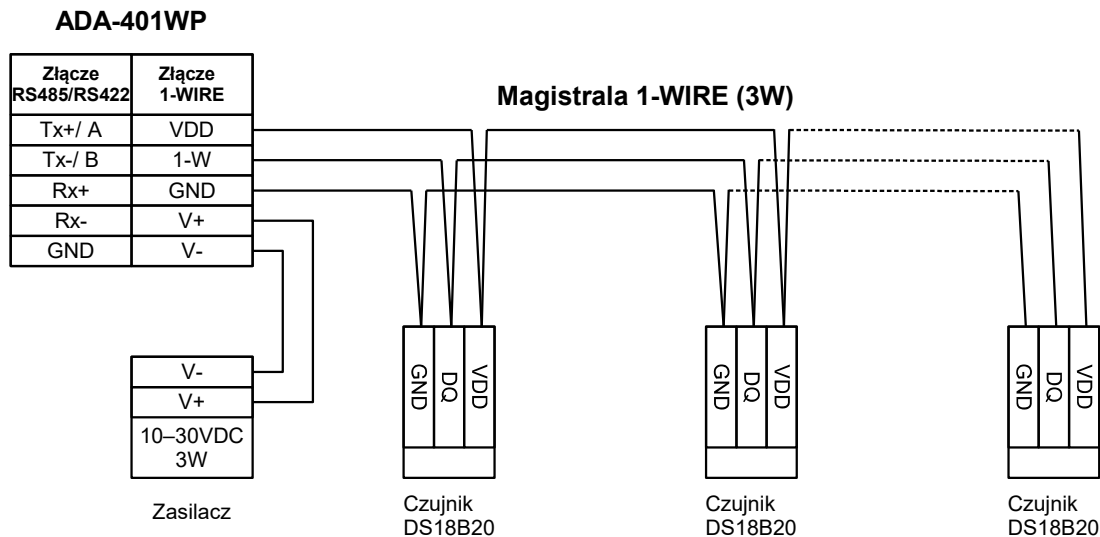 ADA-401WP
Złącze RS485/RS422
Złącze 1-WIRE
Tx+/ A
VDD
Tx-/ B
1-W
Rx+
GND
Rx-
V+
GND
V-
Magistrala 1-WIRE (3W)
V-
V+
10–30VDC
3W
Zasilacz
GND
DQ
VDD
Czujnik
DS18B20
GND
DQ
VDD
Czujnik
DS18B20
GND
DQ
VDD
Czujnik
DS18B20